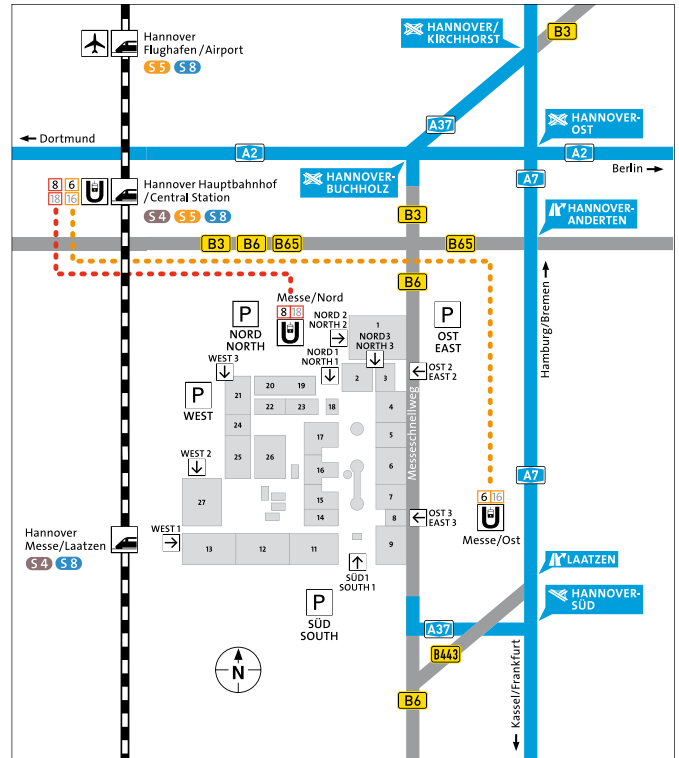 HANNOVER/
KIRCHHORST
B3
Hannover
Flughafen/Airport
S 5 S 8
A37
HANNOVER-
OST
← Dortmund
A2
A2
Berlin →
HANNOVER-
BUCHHOLZ
A7
8 6
18 16
Hannover Hauptbahnhof
/Central Station
S 4 S 5 S 8
B3
HANNOVER-
ANDERTEN
B3 B6 B65
B65
B6
Hamburg/Bremen
Messe/Nord
8 18
P
NORD
NORTH
NORD 2
NORTH 2
1
P
OST
EAST
NORD3
NORTH 3
NORD 1
NORTH 1
WEST 3
OST 2
EAST 2
Messeschnellweg
P
WEST
21
20
19
2
3
22
23
18
4
24
17
5
25
26
WEST 2
16
6
A7
27
15
7
6 16
14
8
OST 3
EAST 3
Messe/Ost
Hannover
Messe/Laatzen
S 4 S 8
WEST 1
13
12
11
9
LAATZEN
SÜD1
SOUTH 1
P
SÜD
SOUTH
HANNOVER-
SÜD
A37
B443
N
B6
Kassel/Frankfurt